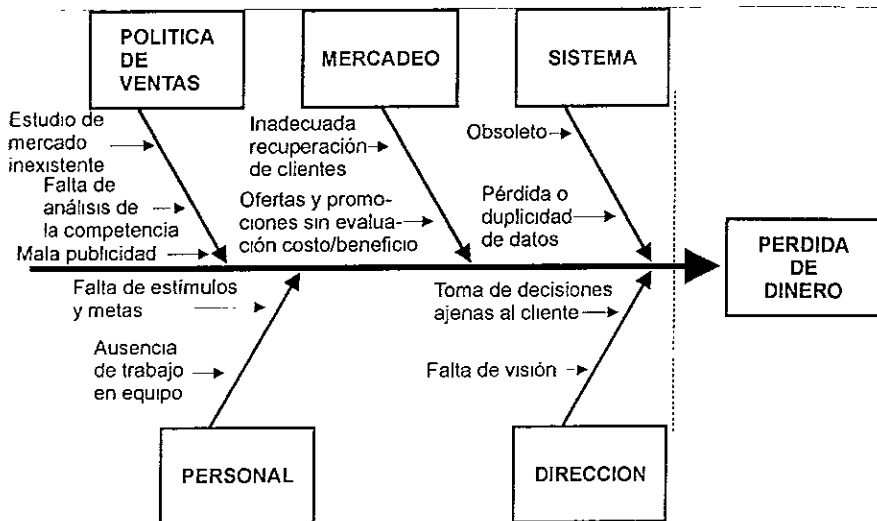 POLITICA
DE
VENTAS
MERCADEO
SISTEMA
Estudio de
mercado
inexistente
Falta de
análisis de
la competencia
Mala publicidad
Inadecuada
recuperación
de clientes
Ofertas y promo-
ciones sin evalua-
ción costo/beneficio
Obsoleto
Pérdida o
duplicidad
de datos
PERDIDA
DE
DINERO
Falta de estímulos
y metas
Ausencia
de trabajo
en equipo
Toma de decisiones
ajenas al cliente
Falta de visión
PERSONAL
DIRECCION